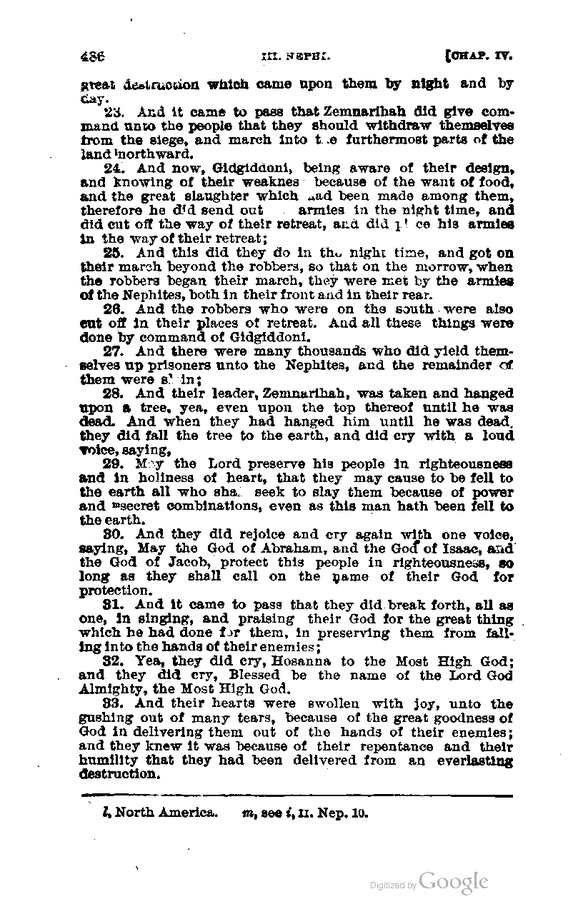 486 III. NEPHI. [CHAP. IV.
great destruction which came upon them by night and by
day.
23. And it came to pass that Zemnarihah did give com-
mand unto the people that they should withdraw themselves
from the siege, and march into t e furthermost parts of the
land lnorthward.
24. And now, Gidgiddoni, being aware of their design,
and knowing of their weaknes because of the want of food,
and the great slaughter which had been made among them,
therefore he did send out armies in the night time, and
did cut off the way of their retreat, and did pl ce his armies
in the way of their retreat;
25. And this did they do in the night time, and got on
their march beyond the robbers, so that on the morrow, when
the robbers began their march, they were met by the armies
of the Nephites, both in their front and in their rear.
26. And the robbers who were on the south were also
cut off in their places of retreat. And all these things were
done by command of Gidgiddoni.
27. And there were many thousands who did yield them-
selves up prisoners unto the Nephites, and the remainder of
them were sl in;
28. And their leader, Zemnarihah, was taken and hanged
upon a tree, yea, even upon the top thereof until he was
dead. And when they had hanged him until he was dead,
they did fall the tree to the earth, and did cry with a loud
voice, saying,
29. May the Lord preserve his people in righteousness
and in holiness of heart, that they may cause to be fell to
the earth all who sha seek to slay them because of power
and msecret combinations, even as this man hath been fell to
the earth.
30. And they did rejoice and cry again with one voice,
saying, May the God of Abraham, and the God of Isaac, and
the God of Jacob, protect this people in righteousness, so
long as they shall call on the name of their God for
protection.
31. And it came to pass that they did break forth, all as
one, in singing, and praising their God for the great thing
which he had done for them, in preserving them from fall-
ing into the hands of their enemies;
32. Yea, they did cry, Hosanna to the Most High God;
and they did cry, Blessed be the name of the Lord God
Almighty, the Most High God.
33. And their hearts were swollen with joy, unto the
gushing out of many tears, because of the great goodness of
God in delivering them out of the hands of their enemies;
and they knew it was because of their repentance and their
humility that they had been delivered from an everlasting
destruction.
l, North America. m, see i, II. Nep. 10.
Digitized by Google